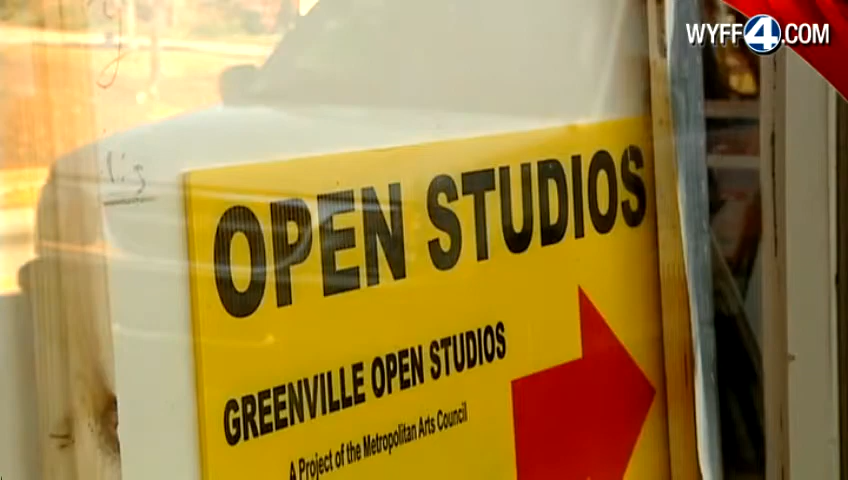 WYFF4.COM
OPEN STUDIOS
GREENVILLE OPEN STUDIOS
A Project of the Metropolitan Arts Council